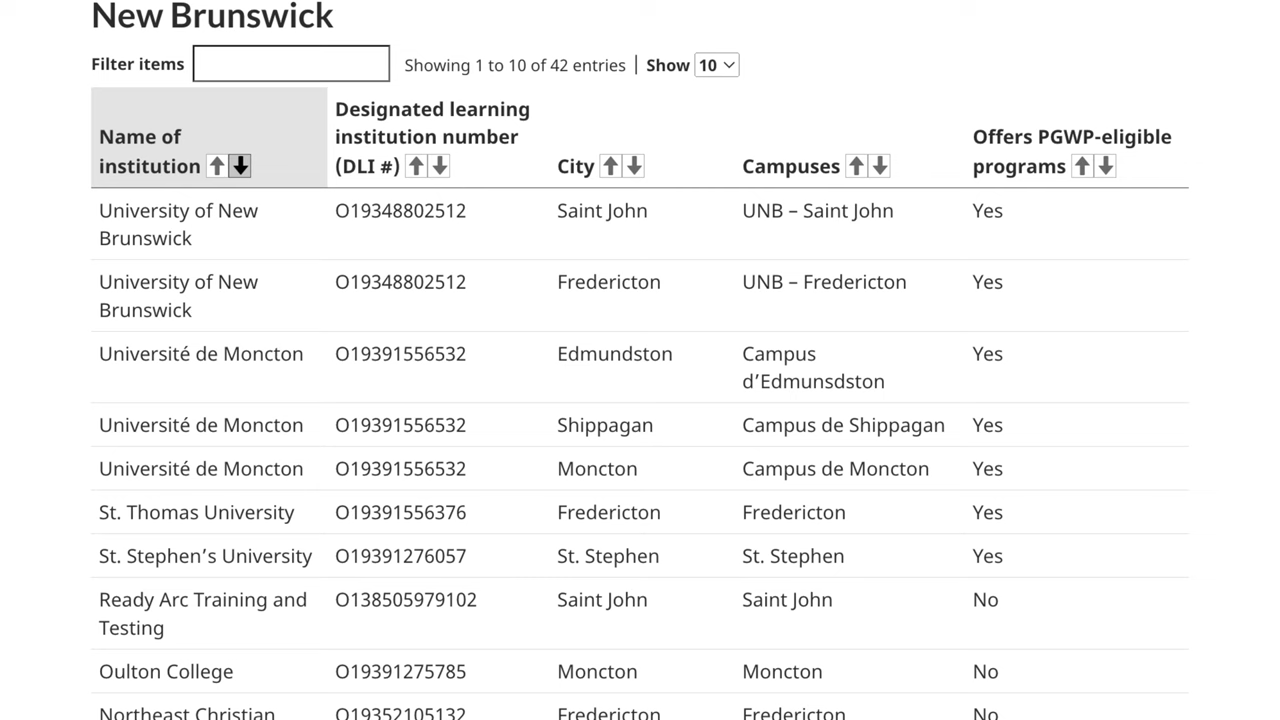 New Brunswick
Filter items Showing 1 to 10 of 42 entries | Show 10
Name of institution Designated learning institution number (DLI #) City Campuses Offers PGWP-eligible programs
University of New Brunswick O19348802512 Saint John UNB – Saint John Yes
University of New Brunswick O19348802512 Fredericton UNB – Fredericton Yes
Université de Moncton O19391556532 Edmundston Campus d’Edmunsdston Yes
Université de Moncton O19391556532 Shippagan Campus de Shippagan Yes
Université de Moncton O19391556532 Moncton Campus de Moncton Yes
St. Thomas University O19391556376 Fredericton Fredericton Yes
St. Stephen’s University O19391276057 St. Stephen St. Stephen Yes
Ready Arc Training and Testing O138505979102 Saint John Saint John No
Oulton College O19391275785 Moncton Moncton No
Northeast Christian O19352105132 Fredericton Fredericton No